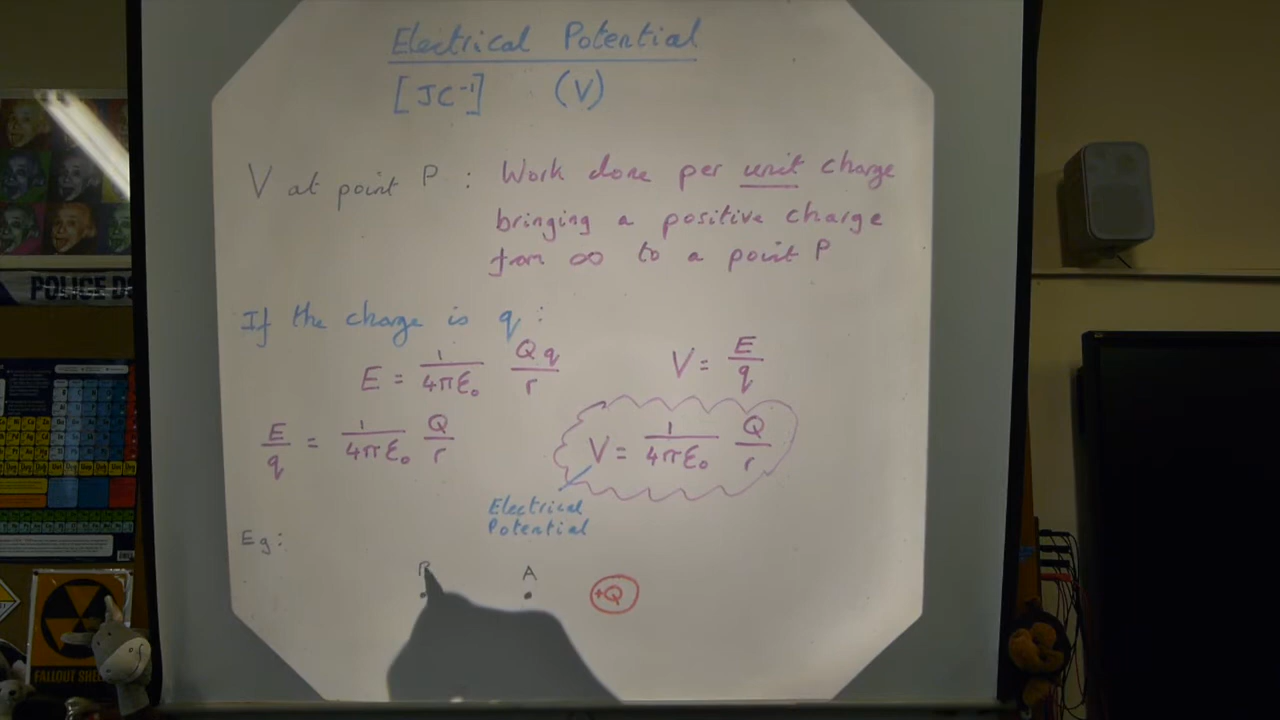 Electrical Potential
[JC⁻¹] (V)
V at point P : Work done per unit charge
bringing a positive charge
from ∞ to a point P
If the charge is q :
E = 1/4πε₀ Qq/r V = E/q
E/q = 1/4πε₀ Q/r V = 1/4πε₀ Q/r
Electrical
Potential
Eg:
A
+Q
POLICE
FALLOUT